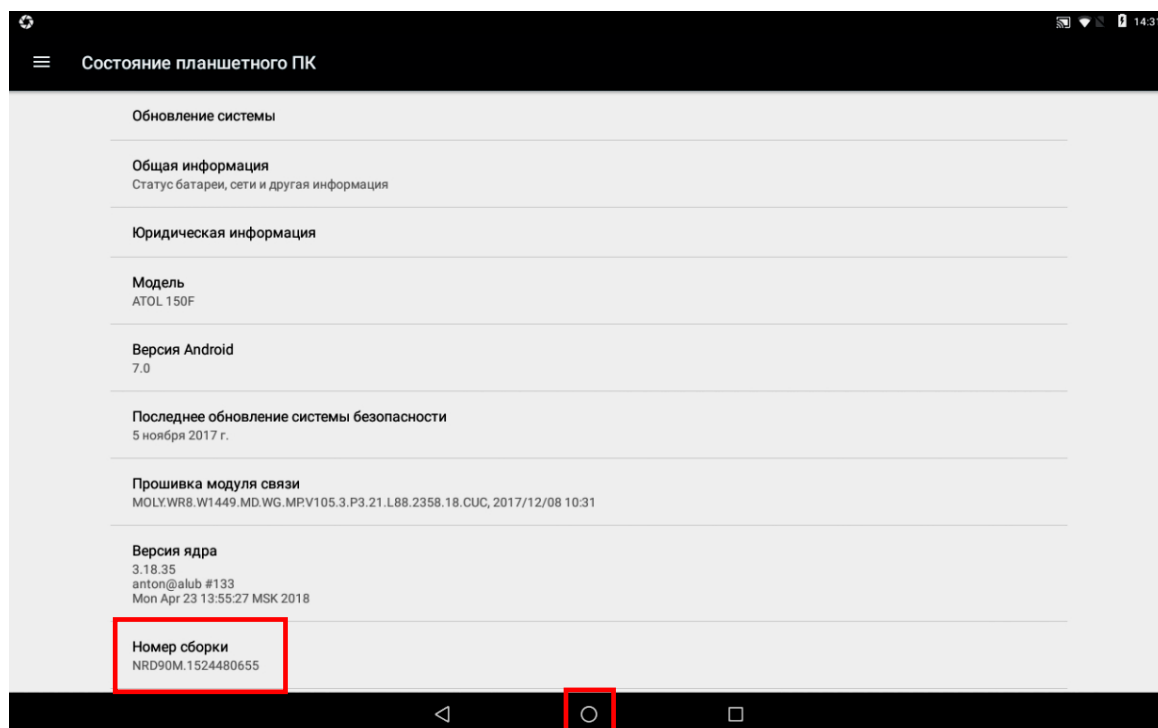 14:31
Состояние планшетного ПК
Обновление системы
Общая информация
Статус батареи, сети и другая информация
Юридическая информация
Модель
ATOL 150F
Версия Android
7.0
Последнее обновление системы безопасности
5 ноября 2017 г.
Прошивка модуля связи
MOLY.WR8.W1449.MD.WG.MP.V105.3.P3.21.L88.2358.18.CUC, 2017/12/08 10:31
Версия ядра
3.18.35
anton@alub #133
Mon Apr 23 13:55:27 MSK 2018
Номер сборки
NRD90M.1524480655